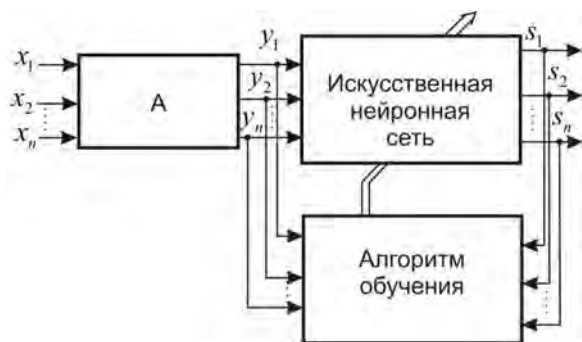 x₁
x₂
xₙ
А
y₁
y₂
yₙ
Искусственная
нейронная
сеть
s₁
s₂
sₙ
Алгоритм
обучения